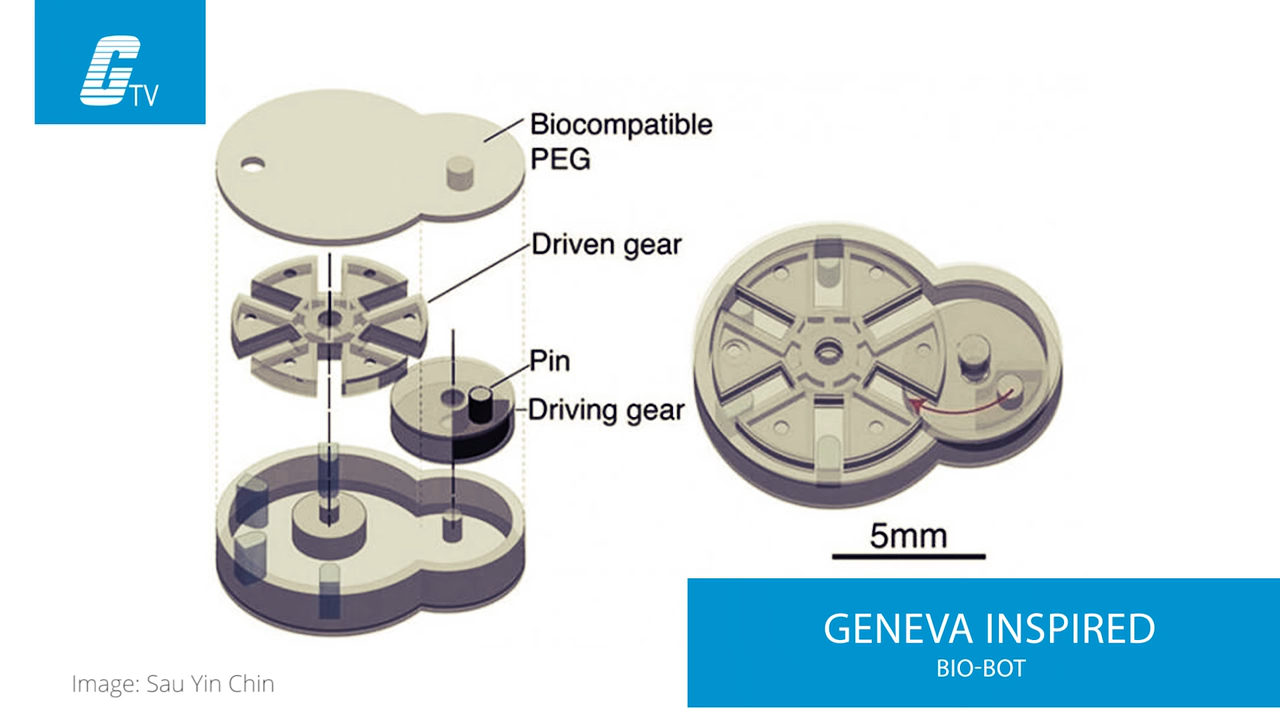 G TV
Biocompatible
PEG
Driven gear
Pin
Driving gear
5mm
GENEVA INSPIRED
BIO-BOT
Image: Sau Yin Chin